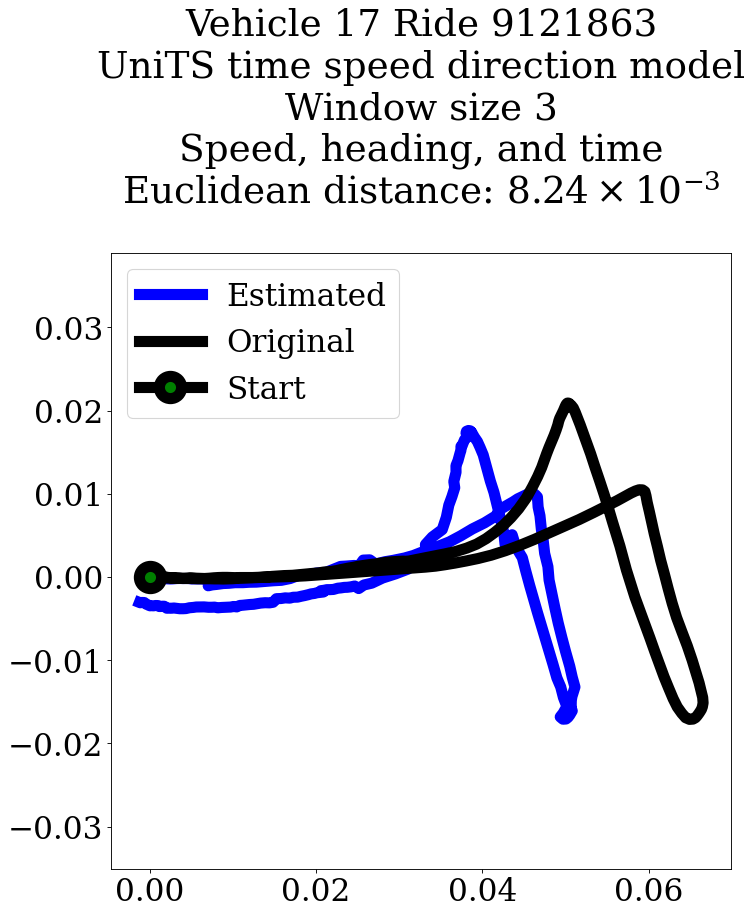 Vehicle 17 Ride 9121863
UniTS time speed direction model
Window size 3
Speed, heading, and time
Euclidean distance: 8.24 × 10⁻³
Estimated
Original
Start
0.03
0.02
0.01
0.00
−0.01
−0.02
−0.03
0.00 0.02 0.04 0.06